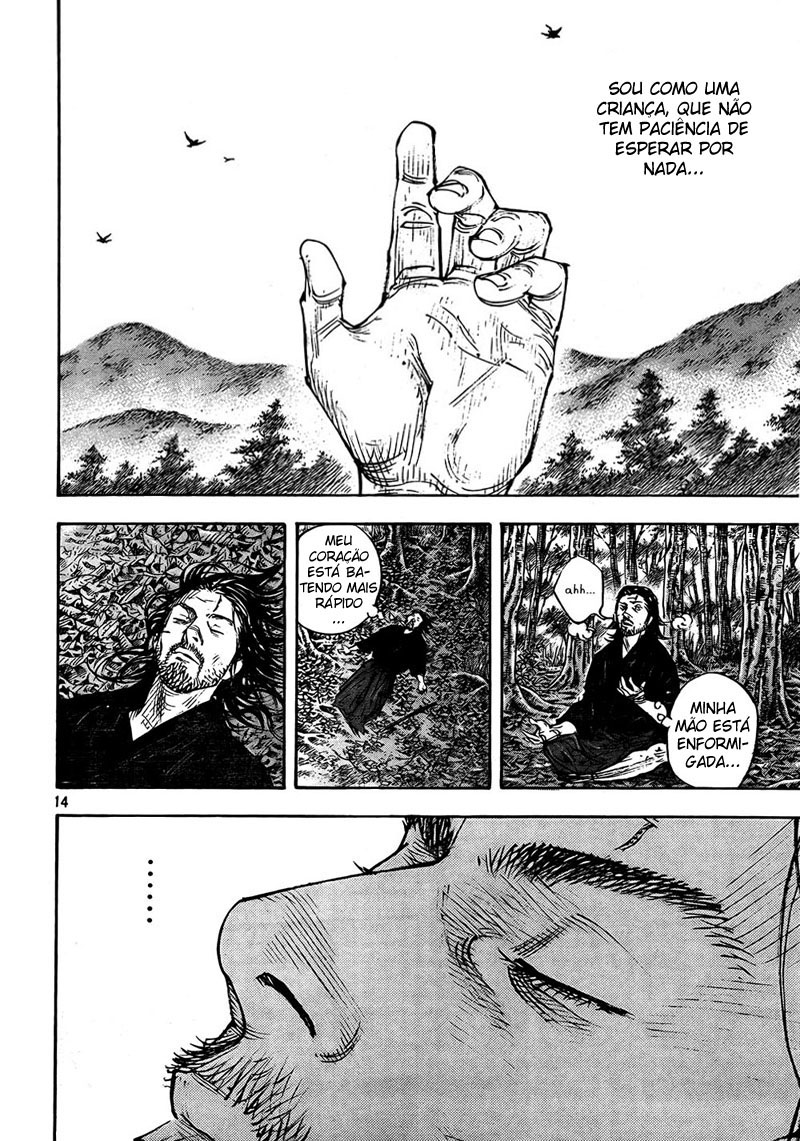 SOU COMO UMA
CRIANÇA, QUE NÃO
TEM PACIÊNCIA DE
ESPERAR POR
NADA...
MEU
CORAÇÃO
ESTÁ BA-
TENDO MAIS
RÁPIDO
...
ahh...
MINHA
MÃO ESTÁ
ENFORMI-
GADA...
14
......